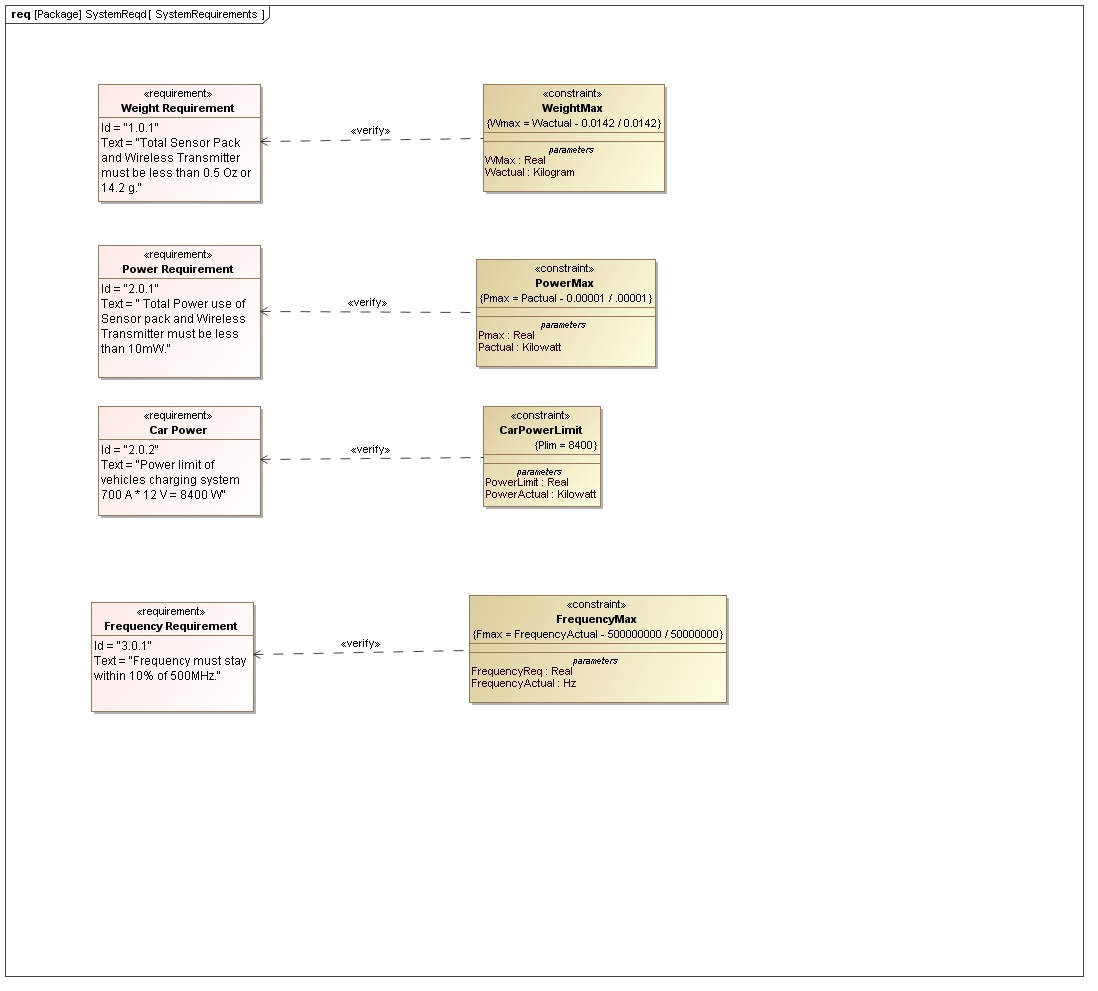 req [Package] SystemReqd[ SystemRequirements ]
«requirement»
Weight Requirement
Id = "1.0.1"
Text = "Total Sensor Pack
and Wireless Transmitter
must be less than 0.5 Oz or
14.2 g."
«verify»
«constraint»
WeightMax
{Wmax = Wactual - 0.0142 / 0.0142}
parameters
WMax : Real
Wactual : Kilogram
«requirement»
Power Requirement
Id = "2.0.1"
Text = " Total Power use of
Sensor pack and Wireless
Transmitter must be less
than 10mW."
«verify»
«constraint»
PowerMax
{Pmax = Pactual - 0.00001 / .00001}
parameters
Pmax : Real
Pactual : Kilowatt
«requirement»
Car Power
Id = "2.0.2"
Text = "Power limit of
vehicles charging system
700 A * 12 V = 8400 W"
«verify»
«constraint»
CarPowerLimit
{Plim = 8400}
parameters
PowerLimit : Real
PowerActual : Kilowatt
«requirement»
Frequency Requirement
Id = "3.0.1"
Text = "Frequency must stay
within 10% of 500MHz."
«verify»
«constraint»
FrequencyMax
{Fmax = FrequencyActual - 500000000 / 50000000}
parameters
FrequencyReq : Real
FrequencyActual : Hz